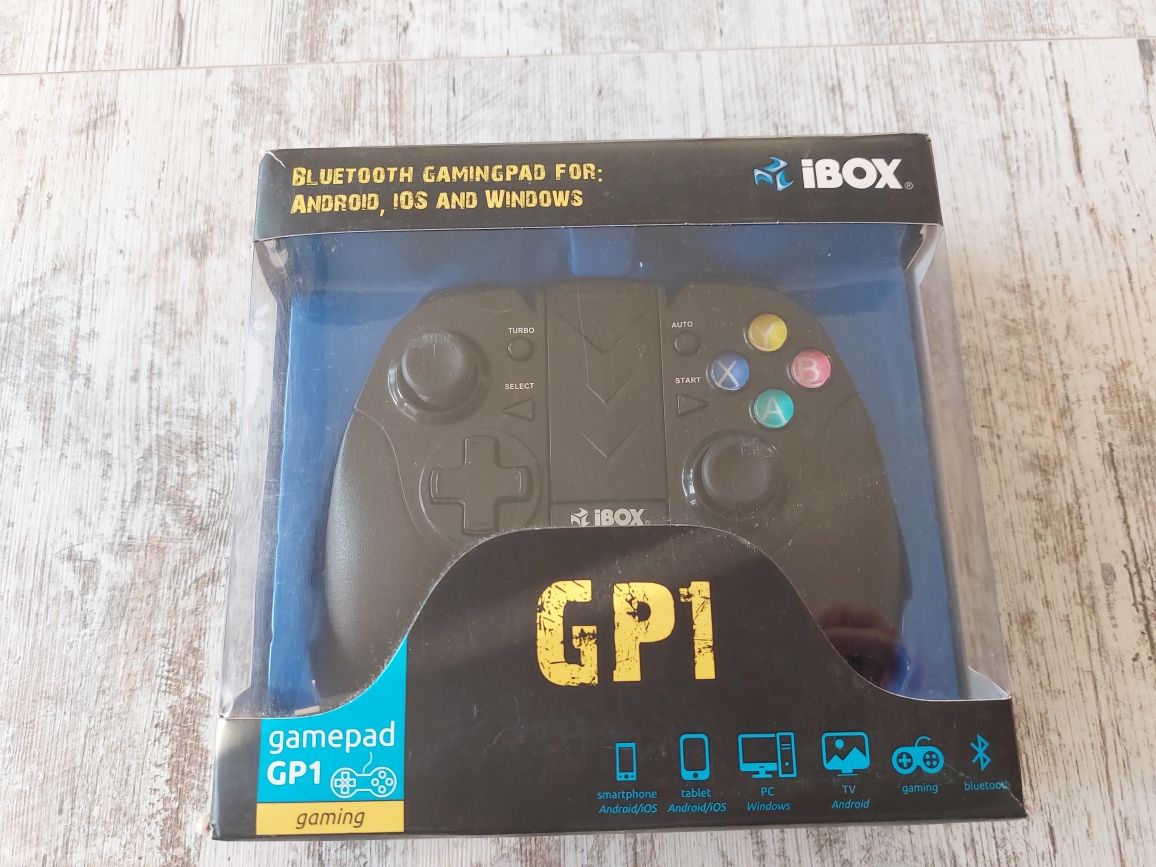 BLUETOOTH GAMINGPAD FOR:
ANDROID, IOS AND WINDOWS
iBOX®
TURBO
AUTO
SELECT
START
Y
X
B
A
iBOX®
GP1
gamepad
GP1
gaming
smartphone
Android/iOS
tablet
Android/iOS
PC
Windows
TV
Android
gaming
bluetooth